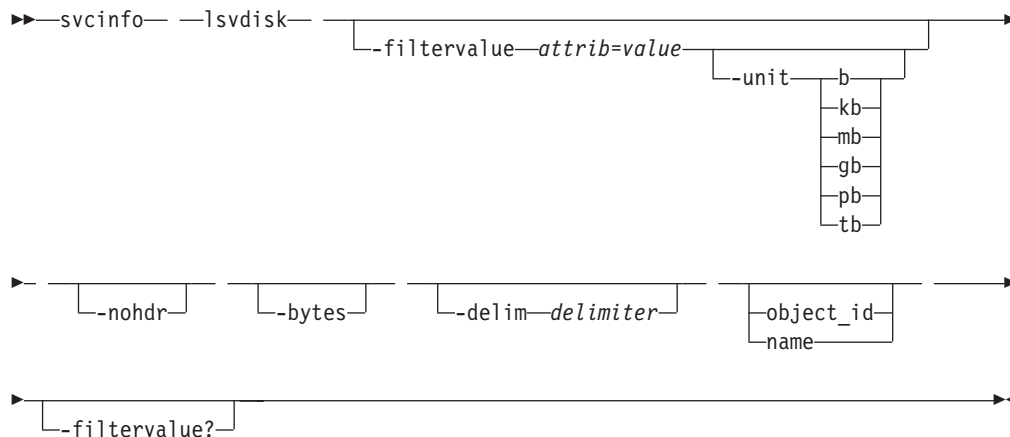 svcinfo lsvdisk
-filtervalue attrib=value
-unit b
kb
mb
gb
pb
tb
-nohdr -bytes -delim delimiter object_id
name
-filtervalue?